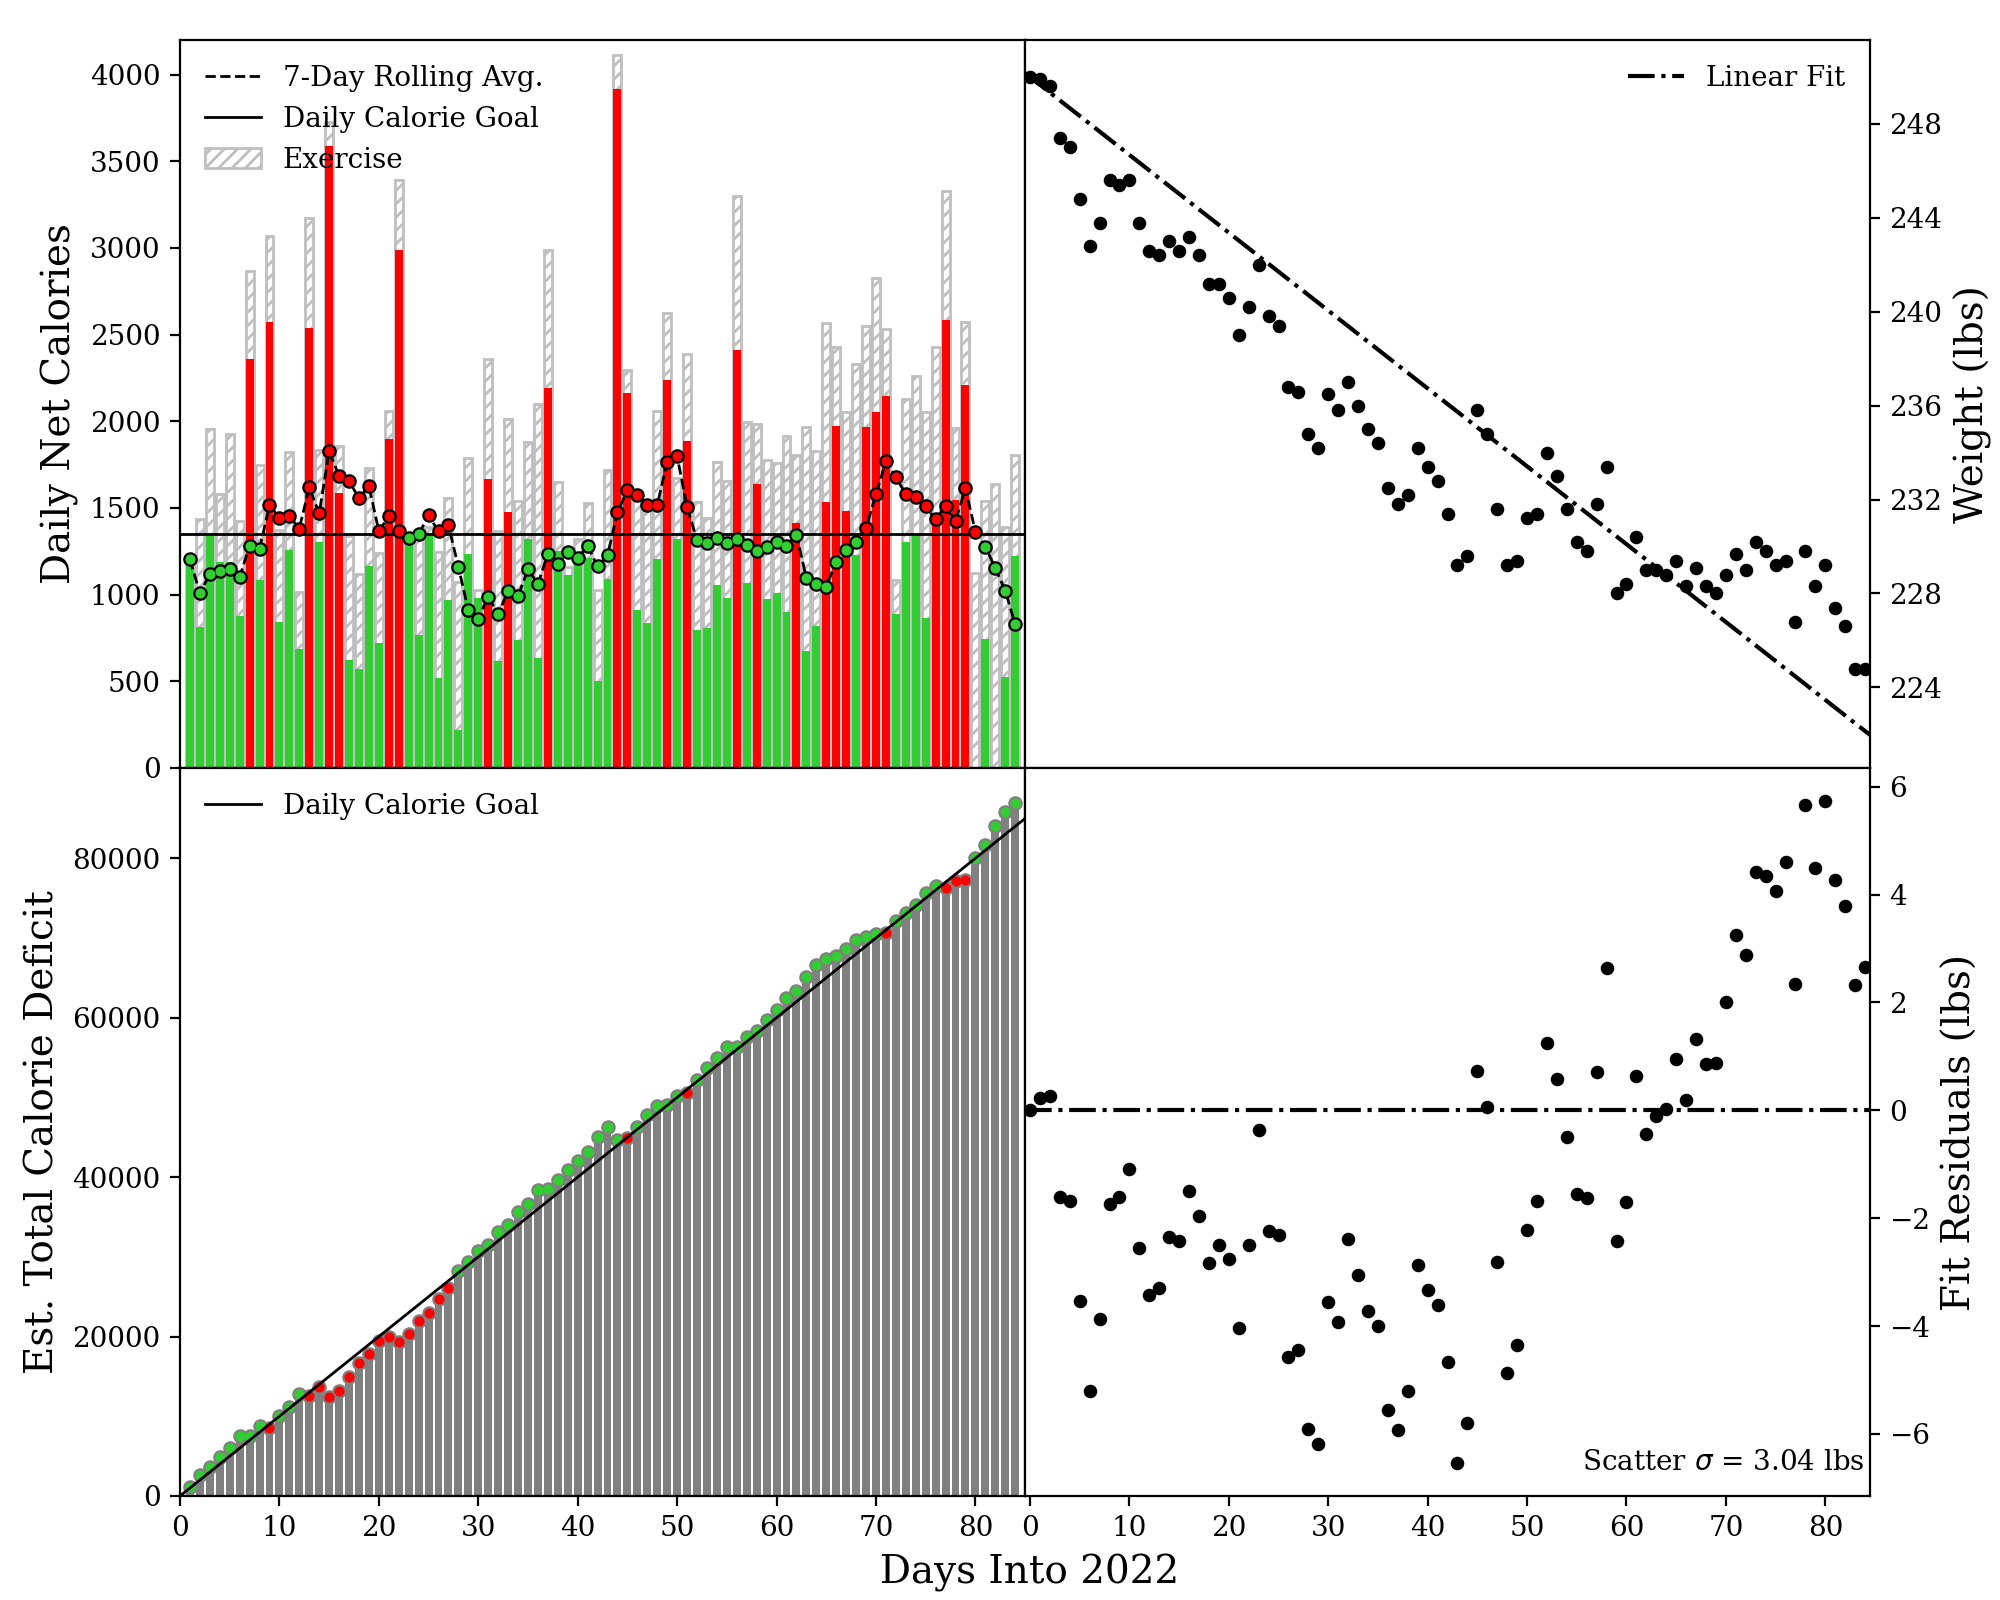 7-Day Rolling Avg.
Daily Calorie Goal
Exercise
Daily Net Calories
4000
3500
3000
2500
2000
1500
1000
500
0
Linear Fit
248
244
240
236
232
228
224
Weight (lbs)
Daily Calorie Goal
Est. Total Calorie Deficit
80000
60000
40000
20000
0
0 10 20 30 40 50 60 70 80
6
4
2
0
−2
−4
−6
Fit Residuals (lbs)
Scatter σ = 3.04 lbs
0 10 20 30 40 50 60 70 80
Days Into 2022